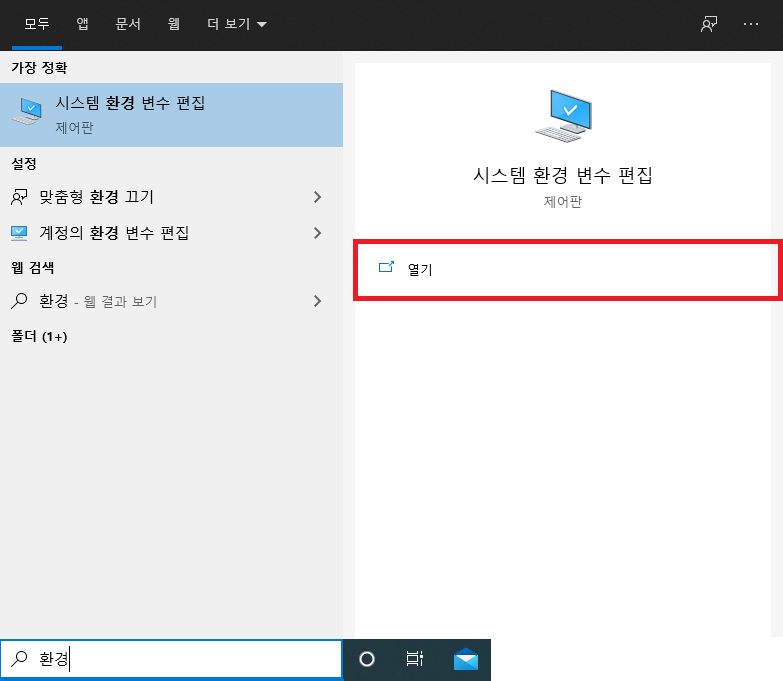 모두 앱 문서 웹 더 보기
가장 정확
시스템 환경 변수 편집
제어판
설정
맞춤형 환경 끄기
계정의 환경 변수 편집
웹 검색
환경 - 웹 결과 보기
폴더 (1+)
시스템 환경 변수 편집
제어판
열기
환경